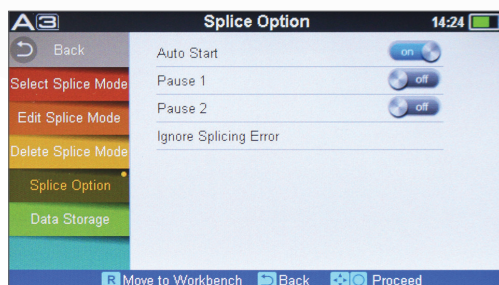 A3 Splice Option 14:24
Back
Select Splice Mode
Edit Splice Mode
Delete Splice Mode
Splice Option
Data Storage
Auto Start on
Pause 1 off
Pause 2 off
Ignore Splicing Error
R Move to Workbench Back Proceed